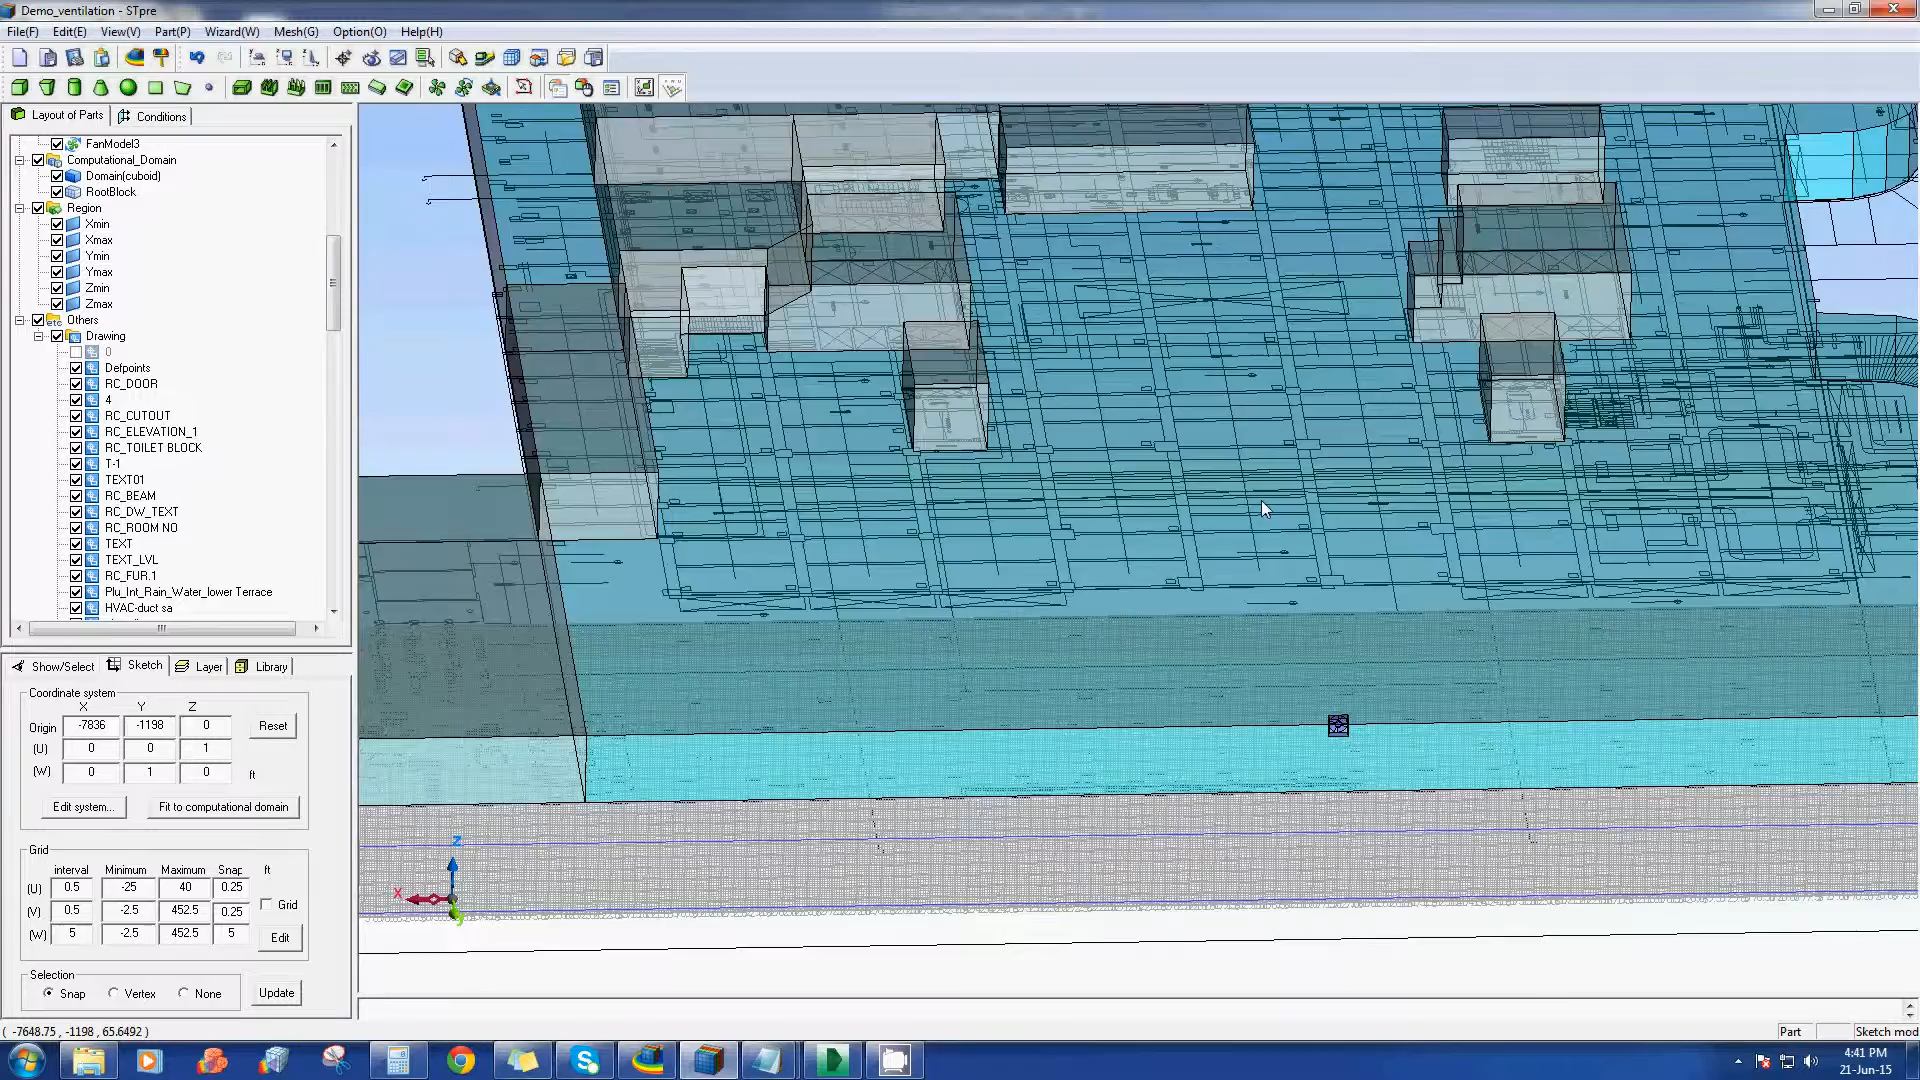 Demo_ventilation - STpre
File(F) Edit(E) View(V) Part(P) Wizard(W) Mesh(G) Option(O) Help(H)
Layout of Parts Conditions
FanModel3
Computational_Domain
Domain(cuboid)
RootBlock
Region
Xmin
Xmax
Ymin
Ymax
Zmin
Zmax
Others
Drawing
0
Defpoints
RC_DOOR
4
RC_CUTOUT
RC_ELEVATION_1
RC_TOILET BLOCK
T-1
TEXT01
RC_BEAM
RC_DW_TEXT
RC_ROOM NO
TEXT
TEXT_LVL
RC_FUR.1
Plu_Int_Rain_Water_lower Terrace
HVAC-duct sa
Show/Select Sketch Layer Library
Coordinate system
X Y Z
Origin -7836 -1198 0 Reset
(U) 0 0 1
(W) 0 1 0 ft
Edit system... Fit to computational domain
Grid
interval Minimum Maximum Snap ft
(U) 0.5 -25 40 0.25
(V) 0.5 -2.5 452.5 0.25 Grid
(W) 5 -2.5 452.5 5 Edit
Selection
Snap Vertex None Update
Z
X
( -7648.75 , -1198 , 65.6492 ) Part Sketch mod
4:41 PM
21-Jun-15